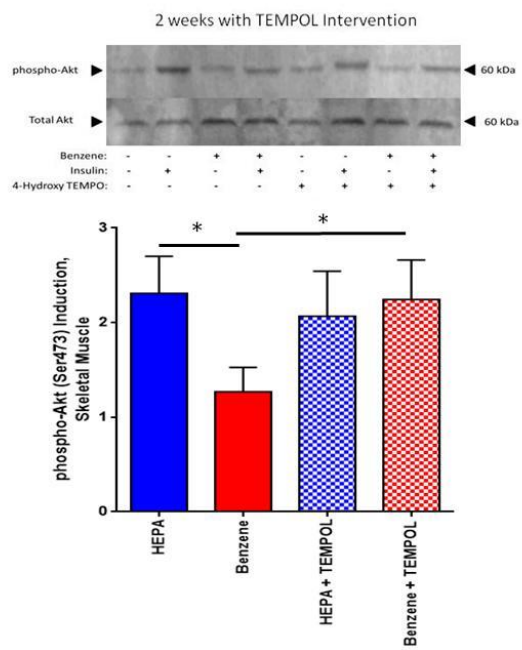 2 weeks with TEMPOL Intervention
phospho-Akt 60 kDa
Total Akt 60 kDa
Benzene: - - + + - - + +
Insulin: - + - + - + - +
4-Hydroxy TEMPO: - - - - + + + +
* *
3
2
1
0
phospho-Akt (Ser473) Induction,
Skeletal Muscle
HEPA
Benzene
HEPA + TEMPOL
Benzene + TEMPOL